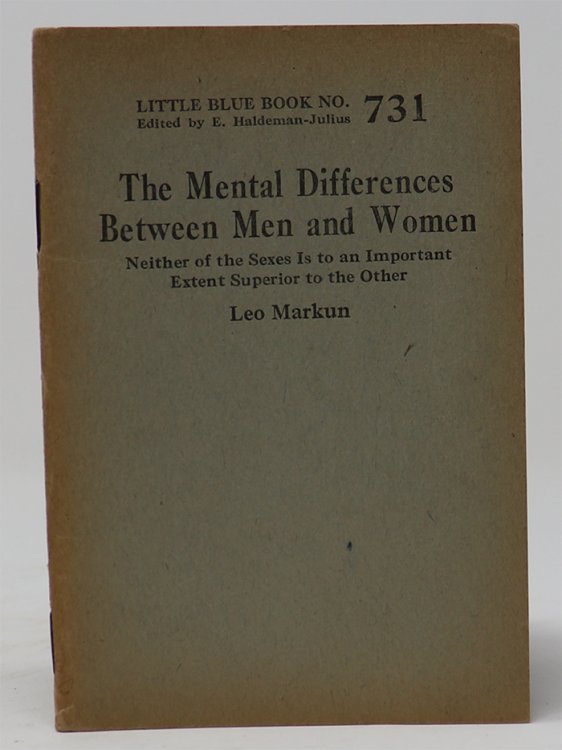 LITTLE BLUE BOOK NO. 731
Edited by E. Haldeman-Julius
The Mental Differences
Between Men and Women
Neither of the Sexes Is to an Important
Extent Superior to the Other
Leo Markun